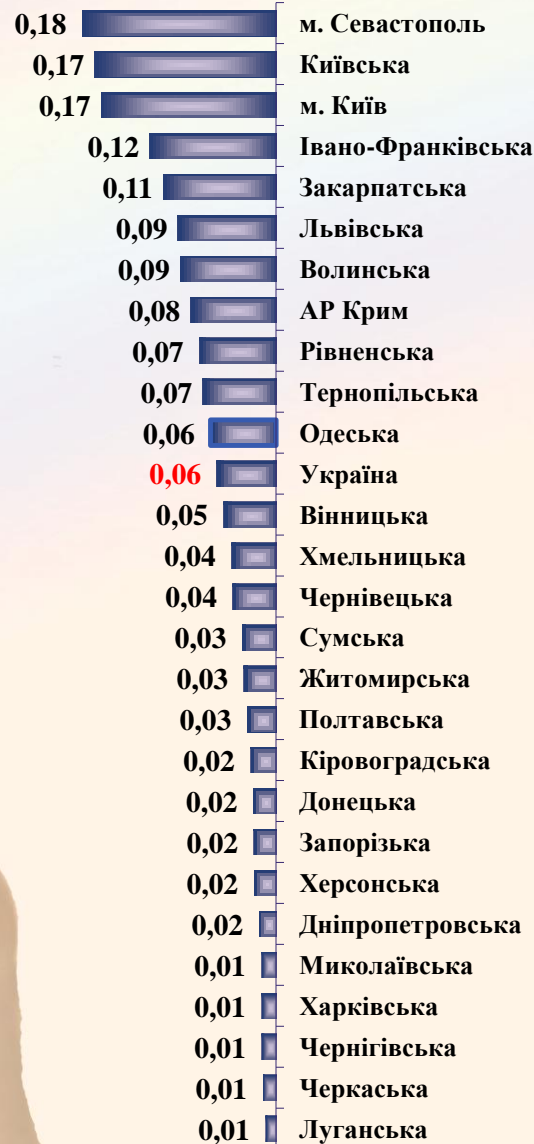 0,18 м. Севастополь
0,17 Київська
0,17 м. Київ
0,12 Івано-Франківська
0,11 Закарпатська
0,09 Львівська
0,09 Волинська
0,08 АР Крим
0,07 Рівненська
0,07 Тернопільська
0,06 Одеська
0,06 Україна
0,05 Вінницька
0,04 Хмельницька
0,04 Чернівецька
0,03 Сумська
0,03 Житомирська
0,03 Полтавська
0,02 Кіровоградська
0,02 Донецька
0,02 Запорізька
0,02 Херсонська
0,02 Дніпропетровська
0,01 Миколаївська
0,01 Харківська
0,01 Чернігівська
0,01 Черкаська
0,01 Луганська